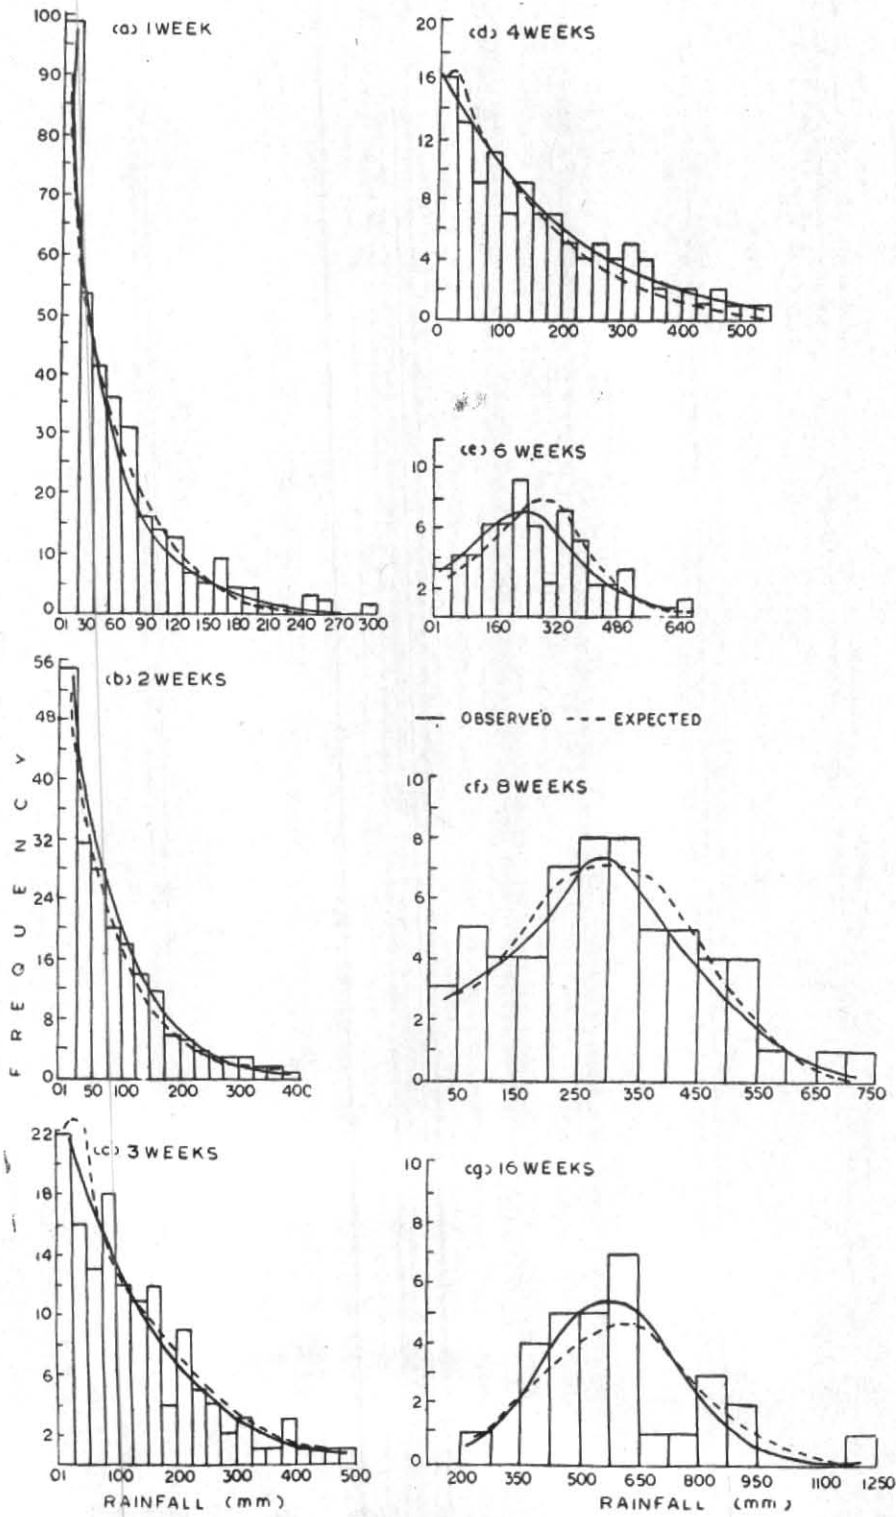 (a) 1 WEEK
100
90
80
70
60
50
40
30
20
10
0
01 30 60 90 120 150 180 210 240 270 300
(b) 2 WEEKS
56
48
40
32
24
16
8
0
01 50 100 200 300 400
(c) 3 WEEKS
22
18
14
10
6
2
01 100 200 300 400 500
RAINFALL (mm)
FREQUENCY
(d) 4 WEEKS
20
16
12
8
4
0
0 100 200 300 400 500
(e) 6 WEEKS
10
6
2
01 160 320 480 640
OBSERVED --- EXPECTED
(f) 8 WEEKS
10
8
6
4
2
0
50 150 250 350 450 550 650 750
(g) 16 WEEKS
10
8
6
4
2
0
200 350 500 650 800 950 1100 1250
RAINFALL (mm)